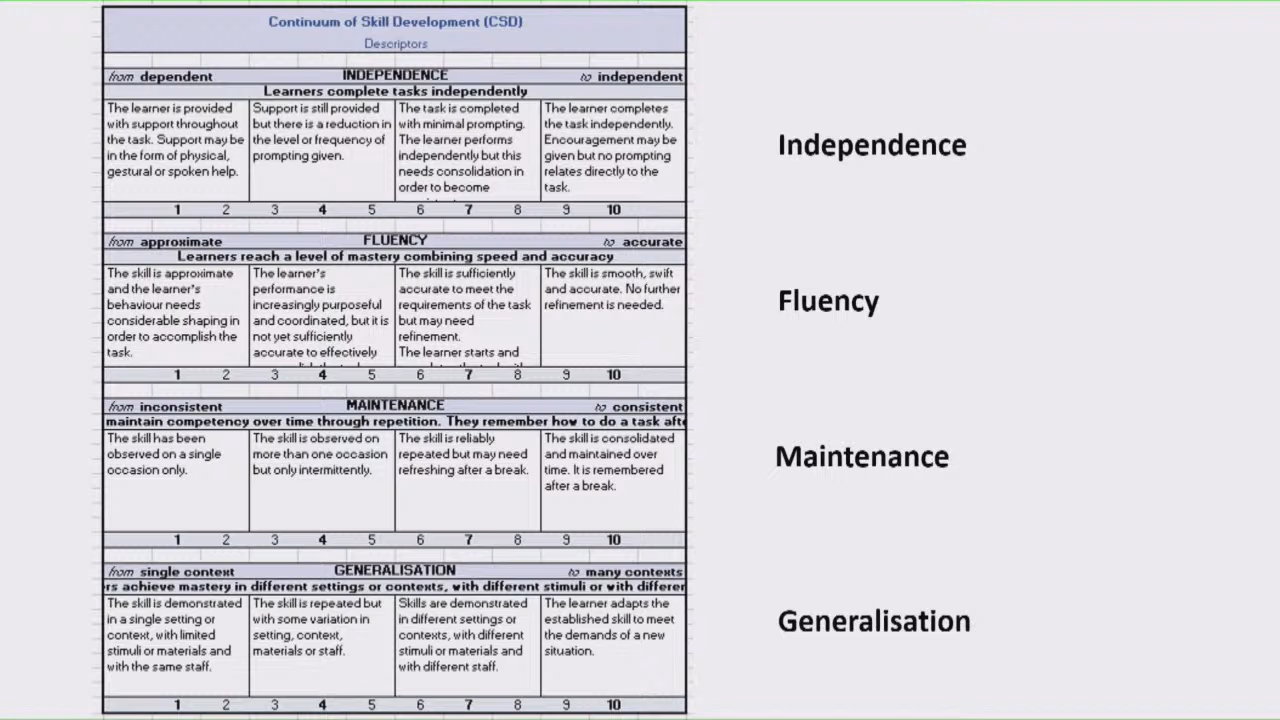 Continuum of Skill Development (CSD)
Descriptors
from dependent INDEPENDENCE to independent
Learners complete tasks independently
The learner is provided
with support throughout
the task. Support may be
in the form of physical,
gestural or spoken help.
Support is still provided
but there is a reduction in
the level or frequency of
prompting given.
The task is completed
with minimal prompting.
The learner performs
independently but this
needs consolidation in
order to become
The learner completes
the task independently.
Encouragement may be
given but no prompting
relates directly to the
task.
1 2 3 4 5 6 7 8 9 10
Independence
from approximate FLUENCY to accurate
Learners reach a level of mastery combining speed and accuracy
The skill is approximate
and the learner's
behaviour needs
considerable shaping in
order to accomplish the
task.
The learner's
performance is
increasingly purposeful
and coordinated, but it is
not yet sufficiently
accurate to effectively
The skill is sufficiently
accurate to meet the
requirements of the task
but may need
refinement.
The learner starts and
The skill is smooth, swift
and accurate. No further
refinement is needed.
1 2 3 4 5 6 7 8 9 10
Fluency
from inconsistent MAINTENANCE to consistent
maintain competency over time through repetition. They remember how to do a task afte
The skill has been
observed on a single
occasion only.
The skill is observed on
more than one occasion
but only intermittently.
The skill is reliably
repeated but may need
refreshing after a break.
The skill is consolidated
and maintained over
time. It is remembered
after a break.
1 2 3 4 5 6 7 8 9 10
Maintenance
from single context GENERALISATION to many contexts
rs achieve mastery in different settings or contexts, with different stimuli or with differen
The skill is demonstrated
in a single setting or
context, with limited
stimuli or materials and
with the same staff.
The skill is repeated but
with some variation in
setting, context,
materials or staff.
Skills are demonstrated
in different settings or
contexts, with different
stimuli or materials and
with different staff.
The learner adapts the
established skill to meet
the demands of a new
situation.
1 2 3 4 5 6 7 8 9 10
Generalisation